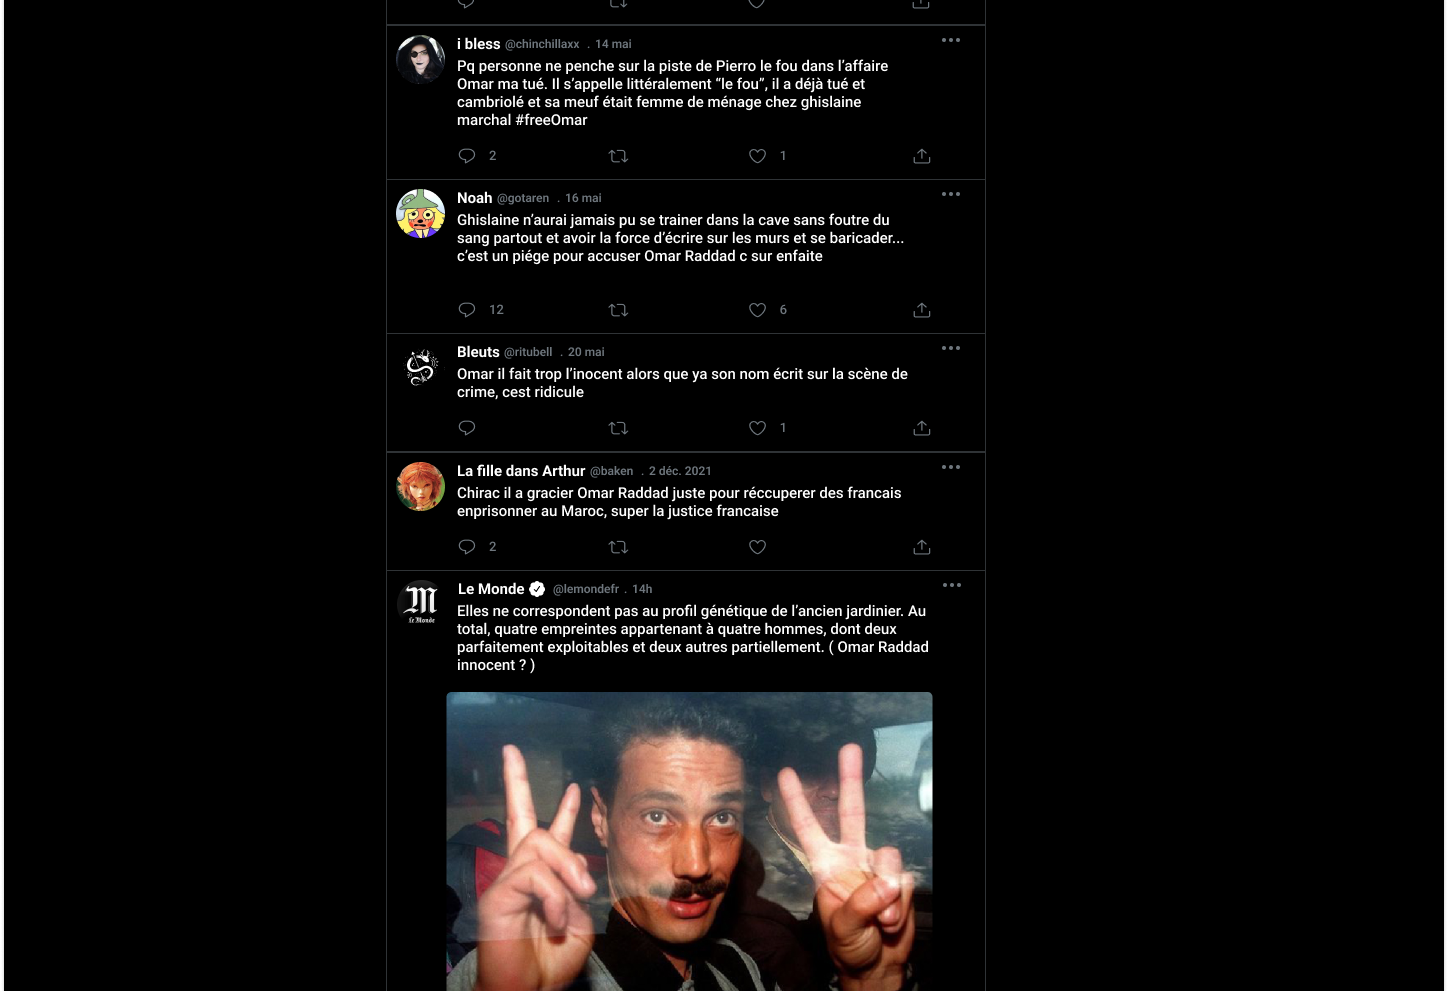 i bless @chinchillaxx . 14 mai
Pq personne ne penche sur la piste de Pierro le fou dans l’affaire
Omar ma tué. Il s’appelle littéralement “le fou”, il a déjà tué et
cambriolé et sa meuf était femme de ménage chez ghislaine
marchal #freeOmar
2 1
Noah @gotaren . 16 mai
Ghislaine n’aurai jamais pu se trainer dans la cave sans foutre du
sang partout et avoir la force d’écrire sur les murs et se baricader...
c’est un piége pour accuser Omar Raddad c sur enfaite
12 6
Bleuts @ritubell . 20 mai
Omar il fait trop l’inocent alors que ya son nom écrit sur la scène de
crime, cest ridicule
1
La fille dans Arthur @baken . 2 déc. 2021
Chirac il a gracier Omar Raddad juste pour réccuperer des francais
enprisonner au Maroc, super la justice francaise
2
Le Monde @lemondefr . 14h
M
le Monde
Elles ne correspondent pas au profil génétique de l’ancien jardinier. Au
total, quatre empreintes appartenant à quatre hommes, dont deux
parfaitement exploitables et deux autres partiellement. ( Omar Raddad
innocent ? )